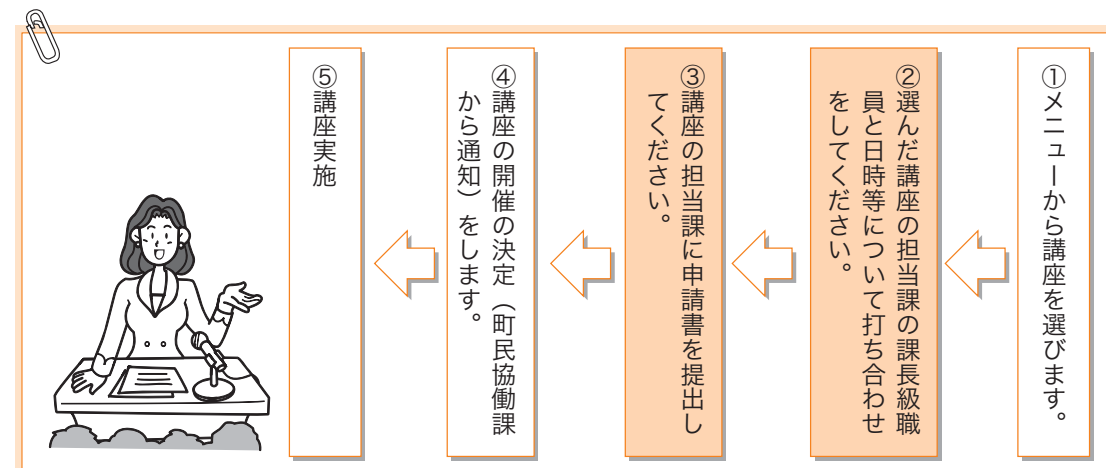 ①メニューから講座を選びます。
②選んだ講座の担当課の課長級職
員と日時等について打ち合わせ
をしてください。
③講座の担当課に申請書を提出し
てください。
④講座の開催の決定（町民協働課
から通知）をします。
⑤講座実施